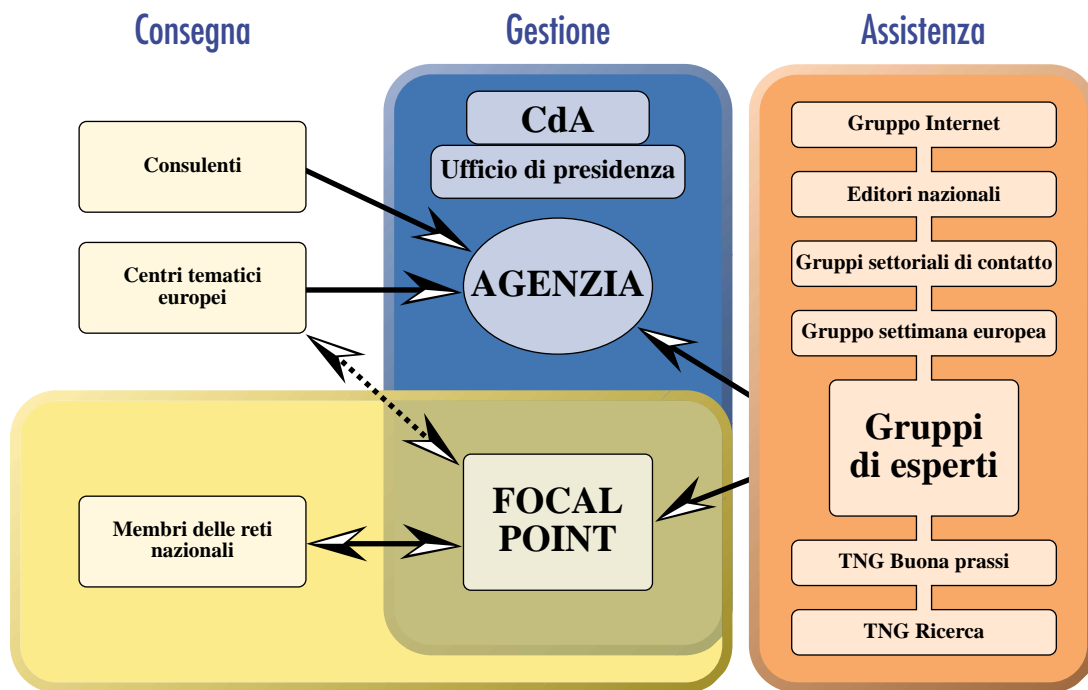 Consegna
Gestione
Assistenza
Consulenti
Centri tematici
europei
Membri delle reti
nazionali
CdA
Ufficio di presidenza
AGENZIA
FOCAL
POINT
Gruppo Internet
Editori nazionali
Gruppi settoriali di contatto
Gruppo settimana europea
Gruppi
di esperti
TNG Buona prassi
TNG Ricerca